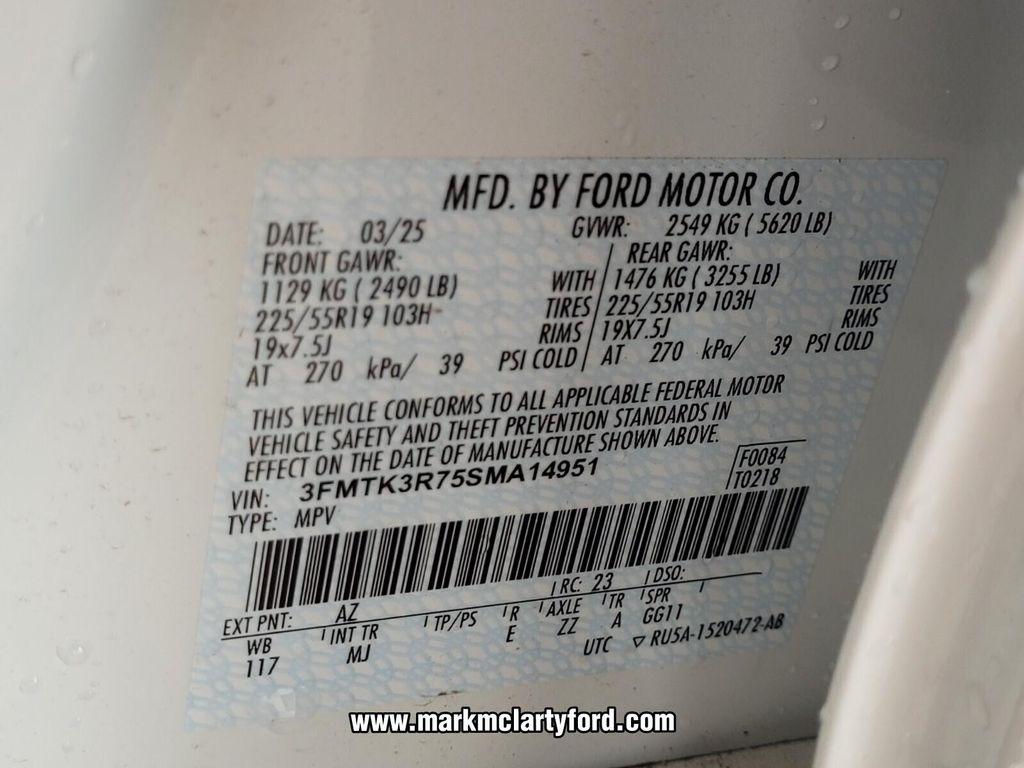 MFD. BY FORD MOTOR CO.
DATE: 03/25 GVWR: 2549 KG ( 5620 LB)
FRONT GAWR: REAR GAWR:
1129 KG ( 2490 LB) WITH 1476 KG ( 3255 LB) WITH
225/55R19 103H TIRES 225/55R19 103H TIRES
19x7.5J RIMS 19X7.5J RIMS
AT 270 kPa/ 39 PSI COLD AT 270 kPa/ 39 PSI COLD
THIS VEHICLE CONFORMS TO ALL APPLICABLE FEDERAL MOTOR
VEHICLE SAFETY AND THEFT PREVENTION STANDARDS IN
EFFECT ON THE DATE OF MANUFACTURE SHOWN ABOVE.
VIN: 3FMTK3R75SMA14951 F0084
TYPE: MPV T0218
EXT PNT: AZ RC: 23 DSO:
WB INT TR TP/PS R AXLE TR SPR
117 MJ E ZZ A GG11
UTC ▽ RU5A-1520472-AB
www.markmclartyford.com